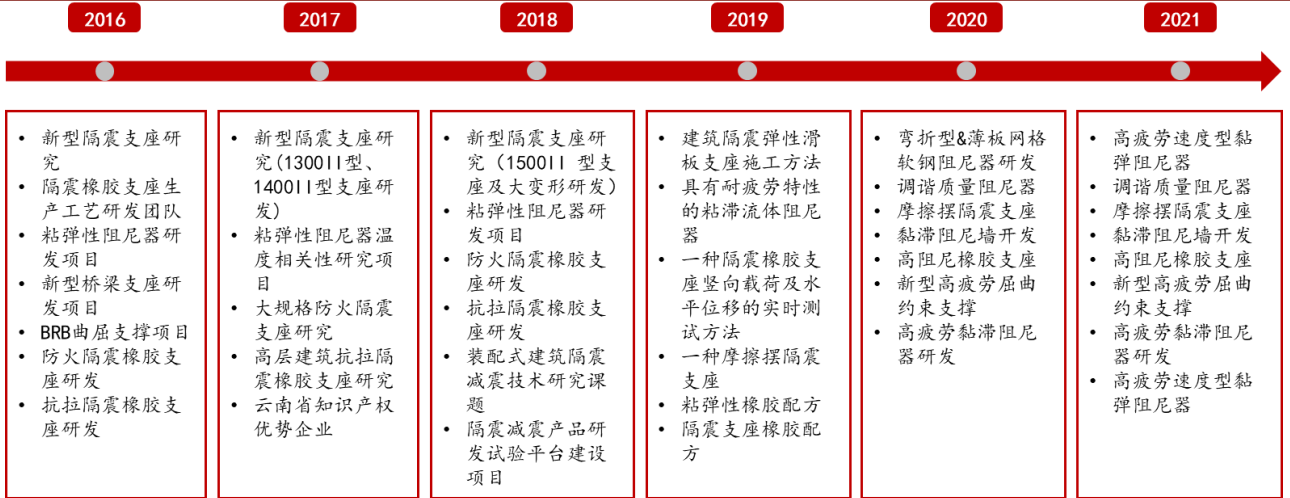 2016
2017
2018
2019
2020
2021
• 新型隔震支座研
究
• 隔震橡胶支座生
产工艺研发团队
• 粘弹性阻尼器研
发项目
• 新型桥梁支座研
发项目
• BRB曲屈支撑项目
• 防火隔震橡胶支
座研发
• 抗拉隔震橡胶支
座研发
• 新型隔震支座研
究(1300II型、
1400II型支座研
发)
• 粘弹性阻尼器温
度相关性研究项
目
• 大规格防火隔震
支座研究
• 高层建筑抗拉隔
震橡胶支座研究
• 云南省知识产权
优势企业
• 新型隔震支座研
究（1500II 型支
座及大变形研发）
• 粘弹性阻尼器研
发项目
• 防火隔震橡胶支
座研发
• 抗拉隔震橡胶支
座研发
• 装配式建筑隔震
减震技术研究课
题
• 隔震减震产品研
发试验平台建设
项目
• 建筑隔震弹性滑
板支座施工方法
• 具有耐疲劳特性
的粘滞流体阻尼
器
• 一种隔震橡胶支
座竖向载荷及水
平位移的实时测
试方法
• 一种摩擦摆隔震
支座
• 粘弹性橡胶配方
• 隔震支座橡胶配
方
• 弯折型&薄板网格
软钢阻尼器研发
• 调谐质量阻尼器
• 摩擦摆隔震支座
• 黏滞阻尼墙开发
• 高阻尼橡胶支座
• 新型高疲劳屈曲
约束支撑
• 高疲劳黏滞阻尼
器研发
• 高疲劳速度型黏
弹阻尼器
• 调谐质量阻尼器
• 摩擦摆隔震支座
• 黏滞阻尼墙开发
• 高阻尼橡胶支座
• 新型高疲劳屈曲
约束支撑
• 高疲劳黏滞阻尼
器研发
• 高疲劳速度型黏
弹阻尼器